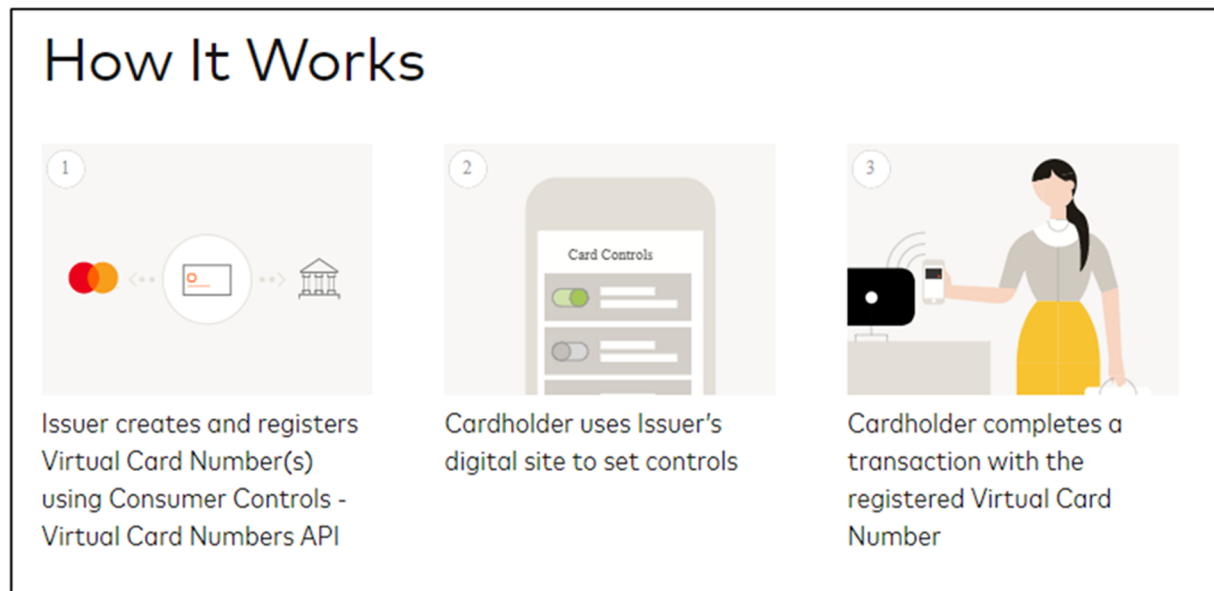 How It Works
1
Issuer creates and registers
Virtual Card Number(s)
using Consumer Controls -
Virtual Card Numbers API
2
Card Controls
Cardholder uses Issuer's
digital site to set controls
3
Cardholder completes a
transaction with the
registered Virtual Card
Number